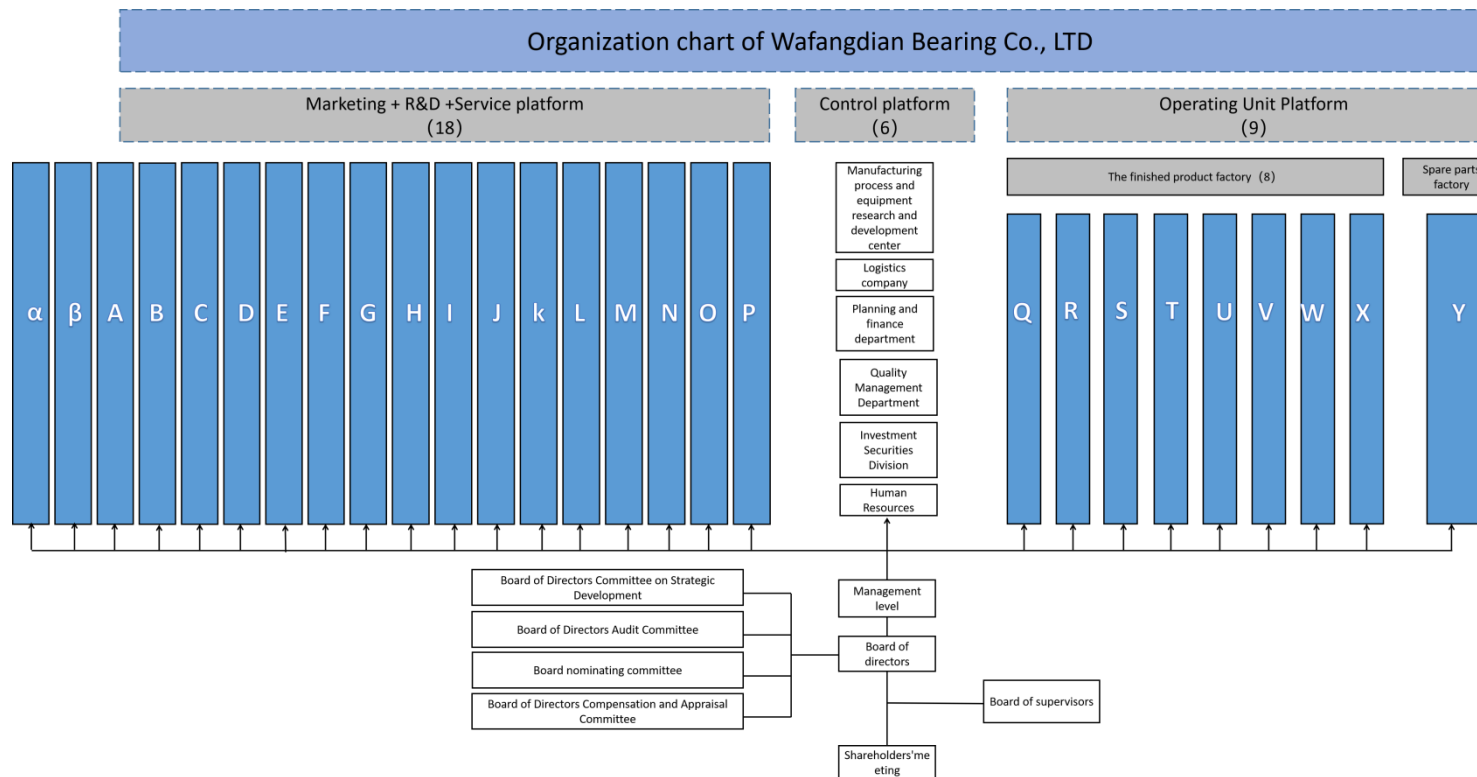 Organization chart of Wafangdian Bearing Co., LTD
Marketing + R&D +Service platform
(18)
Control platform
(6)
Operating Unit Platform
(9)
Manufacturing
process and
equipment
research and
development
center
Logistics
company
Planning and
finance
department
Quality
Management
Department
Investment
Securities
Division
Human
Resources
The finished product factory (8)
Spare parts
factory
α β A B C D E F G H I J k L M N O P
Q R S T U V W X Y
Board of Directors Committee on Strategic
Development
Board of Directors Audit Committee
Board nominating committee
Board of Directors Compensation and Appraisal
Committee
Management
level
Board of
directors
Board of supervisors
Shareholders'me
eting